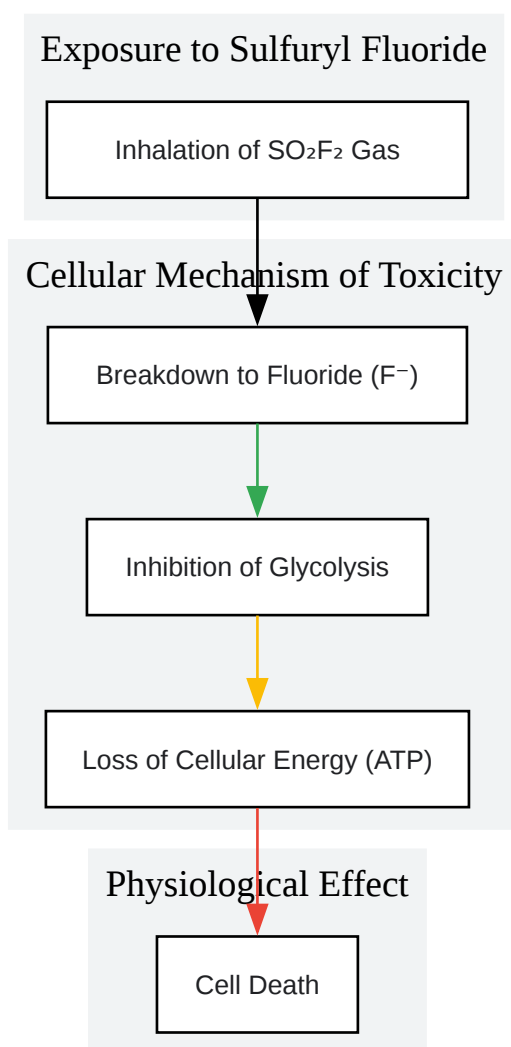 Exposure to Sulfuryl Fluoride
Inhalation of SO₂F₂ Gas
Cellular Mechanism of Toxicity
Breakdown to Fluoride (F⁻)
Inhibition of Glycolysis
Loss of Cellular Energy (ATP)
Physiological Effect
Cell Death